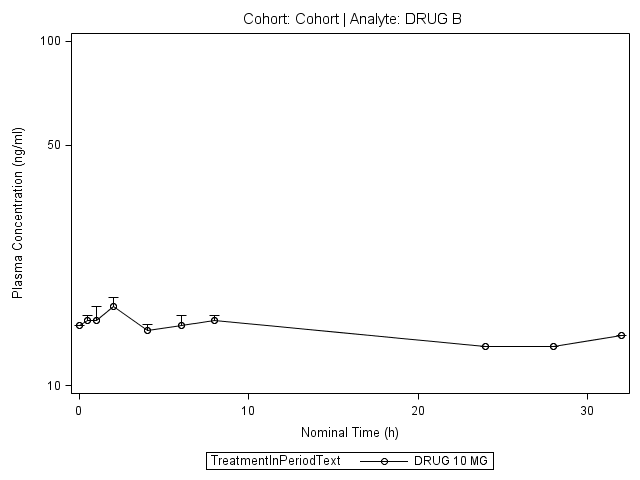 Cohort: Cohort | Analyte: DRUG B
100
50
10
Plasma Concentration (ng/ml)
0 10 20 30
Nominal Time (h)
TreatmentInPeriodText DRUG 10 MG